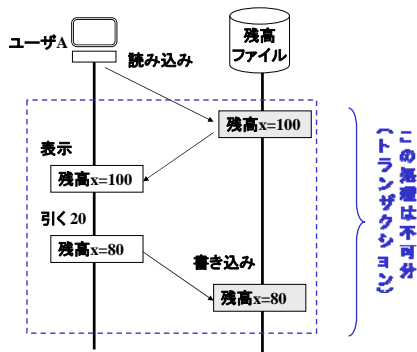 ユーザA
読み込み
残高
ファイル
残高x=100
表示
残高x=100
引く20
残高x=80
書き込み
残高x=80
この処理は不可分
(トランザクション)